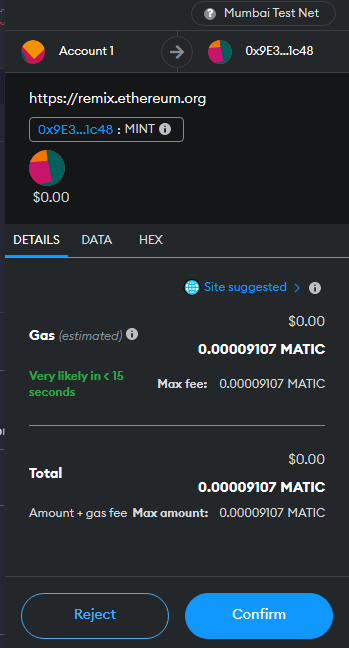 Mumbai Test Net
Account 1
0x9E3...1c48
https://remix.ethereum.org
0x9E3...1c48 : MINT
$0.00
DETAILS DATA HEX
Site suggested >
$0.00
Gas (estimated)
0.00009107 MATIC
Very likely in < 15 seconds
Max fee: 0.00009107 MATIC
$0.00
Total
0.00009107 MATIC
Amount + gas fee Max amount: 0.00009107 MATIC
Reject
Confirm